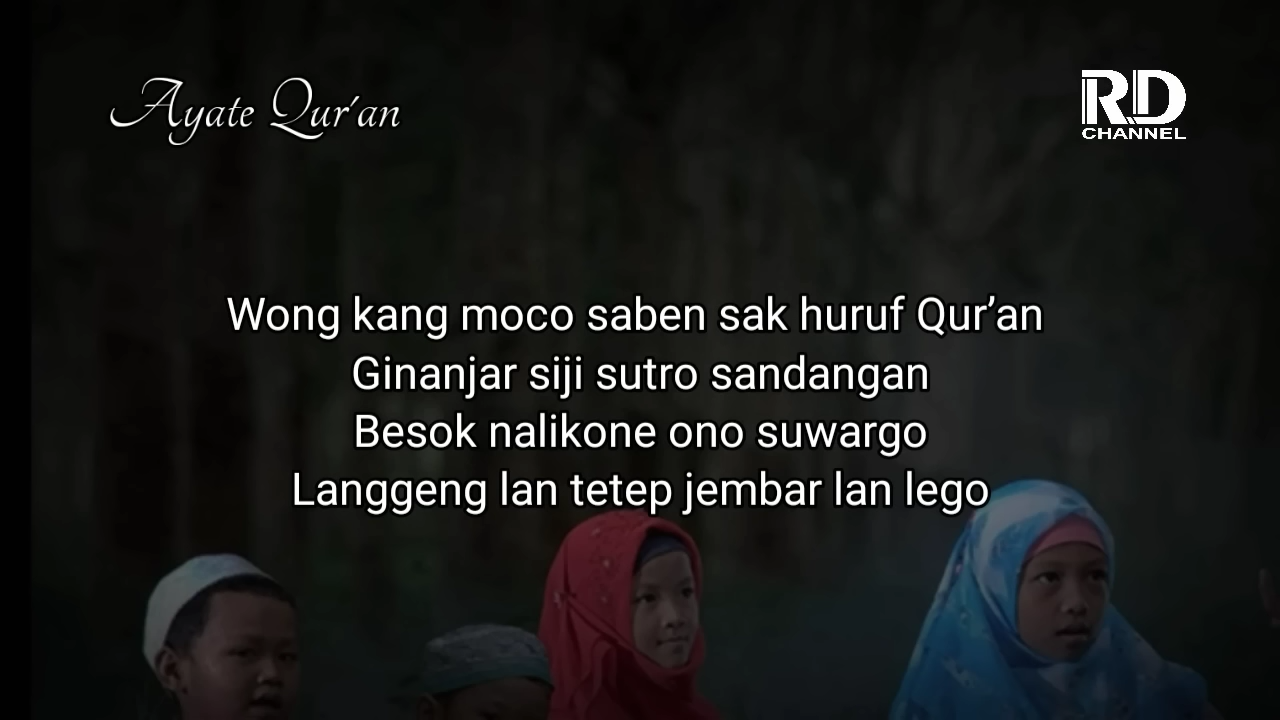 Ayate Qur'an
RD
CHANNEL
Wong kang moco saben sak huruf Qur’an
Ginanjar siji sutro sandangan
Besok nalikone ono suwargo
Langgeng lan tetep jembar lan lego